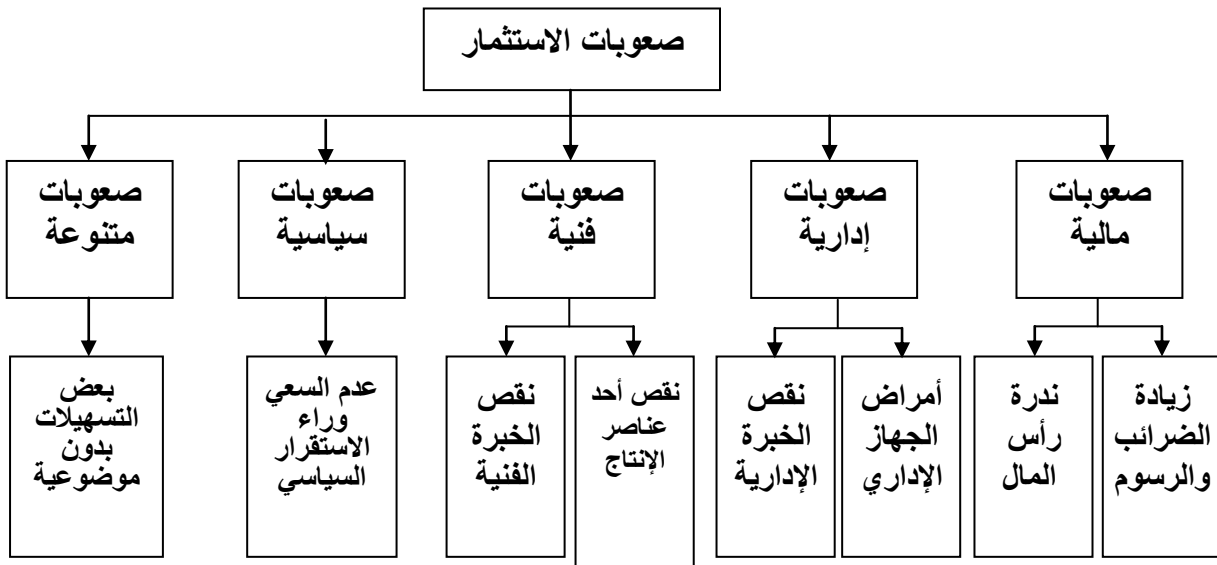 صعوبات الاستثمار
صعوبات
مالية
صعوبات
إدارية
صعوبات
فنية
صعوبات
سياسية
صعوبات
متنوعة
زيادة
الضرائب
والرسوم
ندرة
رأس
المال
أمراض
الجهاز
الإداري
نقص
الخبرة
الإدارية
نقص أحد
عناصر
الإنتاج
نقص
الخبرة
الفنية
عدم السعي
وراء
الاستقرار
السياسي
بعض
التسهيلات
بدون
موضوعية